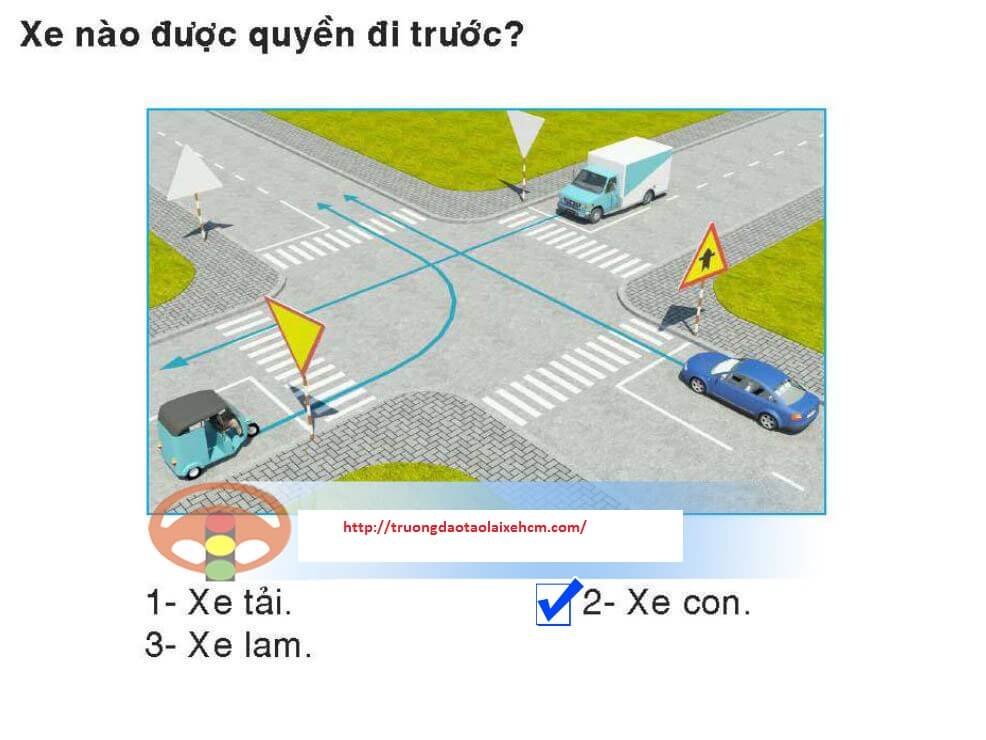 Xe nào được quyền đi trước?
http://truongdaotaolaixehcm.com/
1- Xe tải.
2- Xe con.
3- Xe lam.